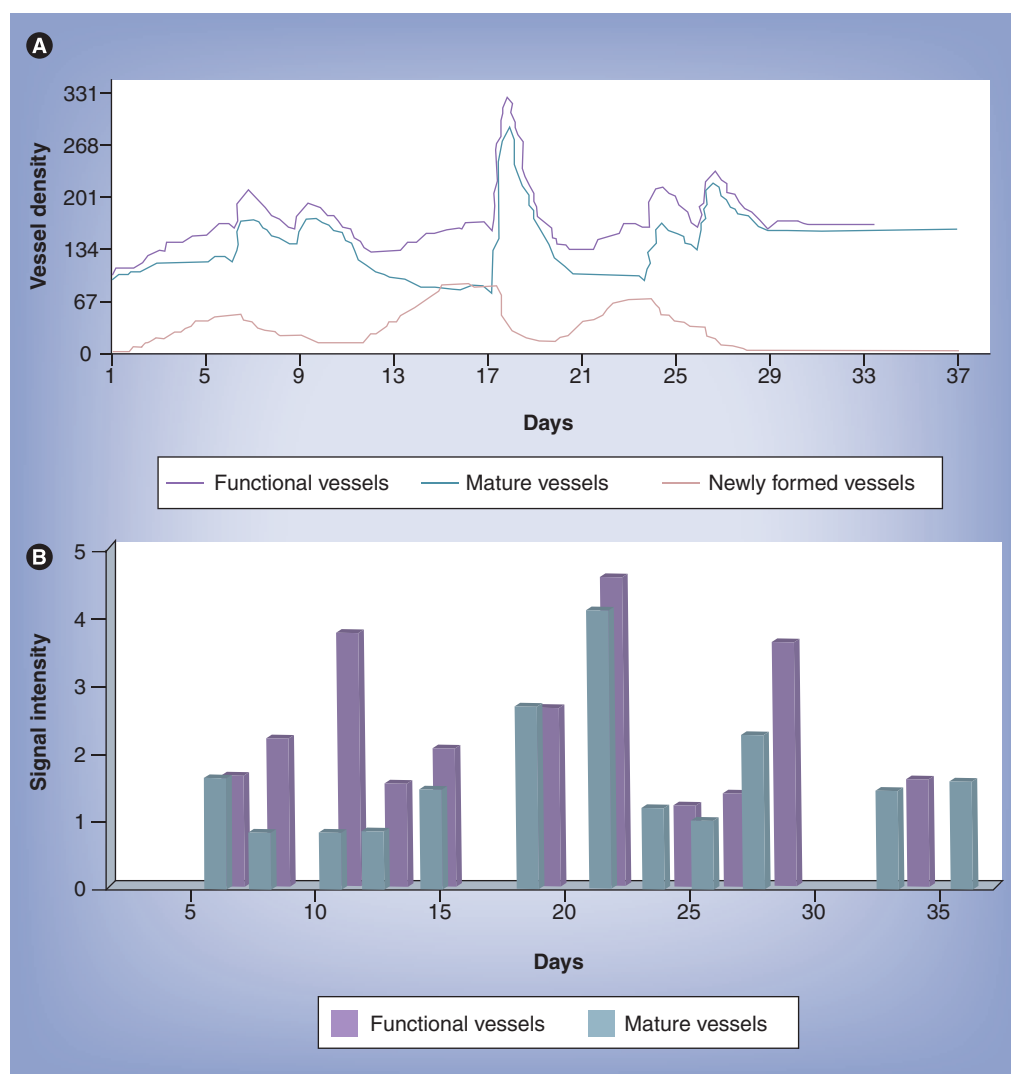 A
Vessel density
331
268
201
134
67
0
1 5 9 13 17 21 25 29 33 37
Days
Functional vessels Mature vessels Newly formed vessels
B
Signal intensity
5
4
3
2
1
0
5 10 15 20 25 30 35
Days
Functional vessels Mature vessels